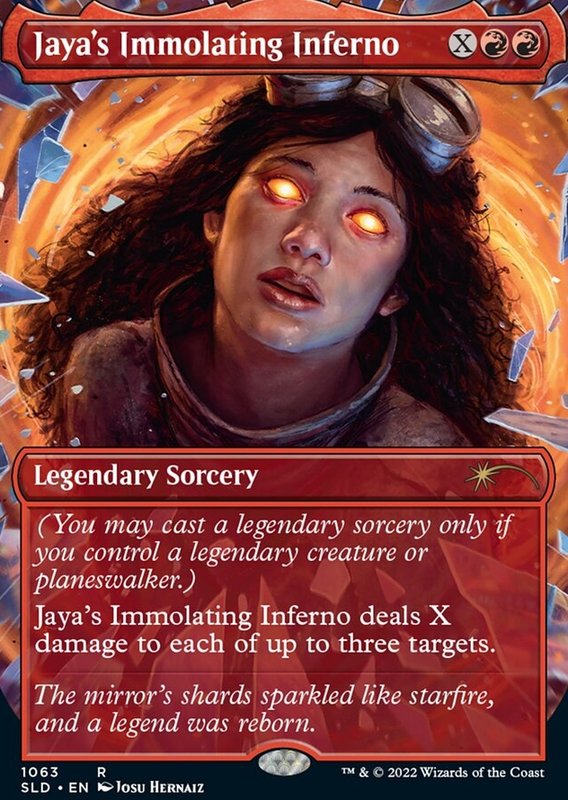 Jaya's Immolating Inferno X
Legendary Sorcery
(You may cast a legendary sorcery only if
you control a legendary creature or
planeswalker.)
Jaya's Immolating Inferno deals X
damage to each of up to three targets.
The mirror's shards sparkled like starfire,
and a legend was reborn.
1063 R
SLD • EN Josu Hernaiz ™ & © 2022 Wizards of the Coast